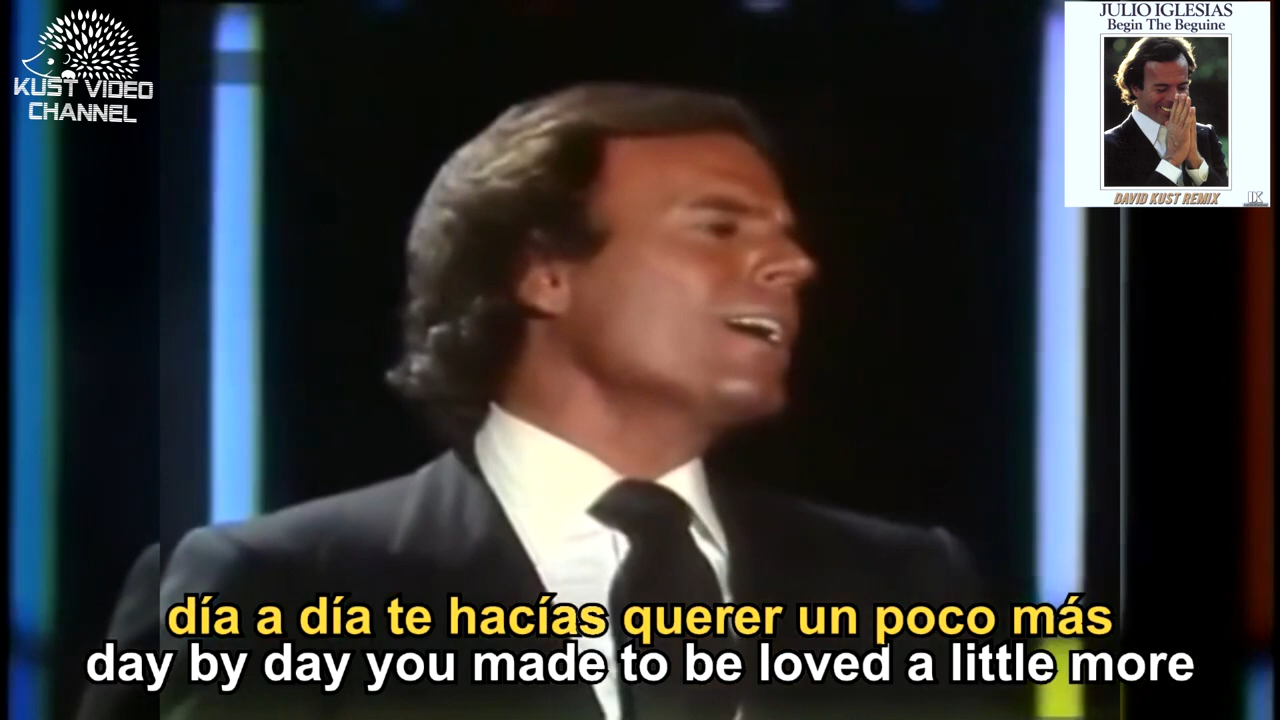 KUST VIDEO
CHANNEL
JULIO IGLESIAS
Begin The Beguine
DAVID KUST REMIX
día a día te hacías querer un poco más
day by day you made to be loved a little more